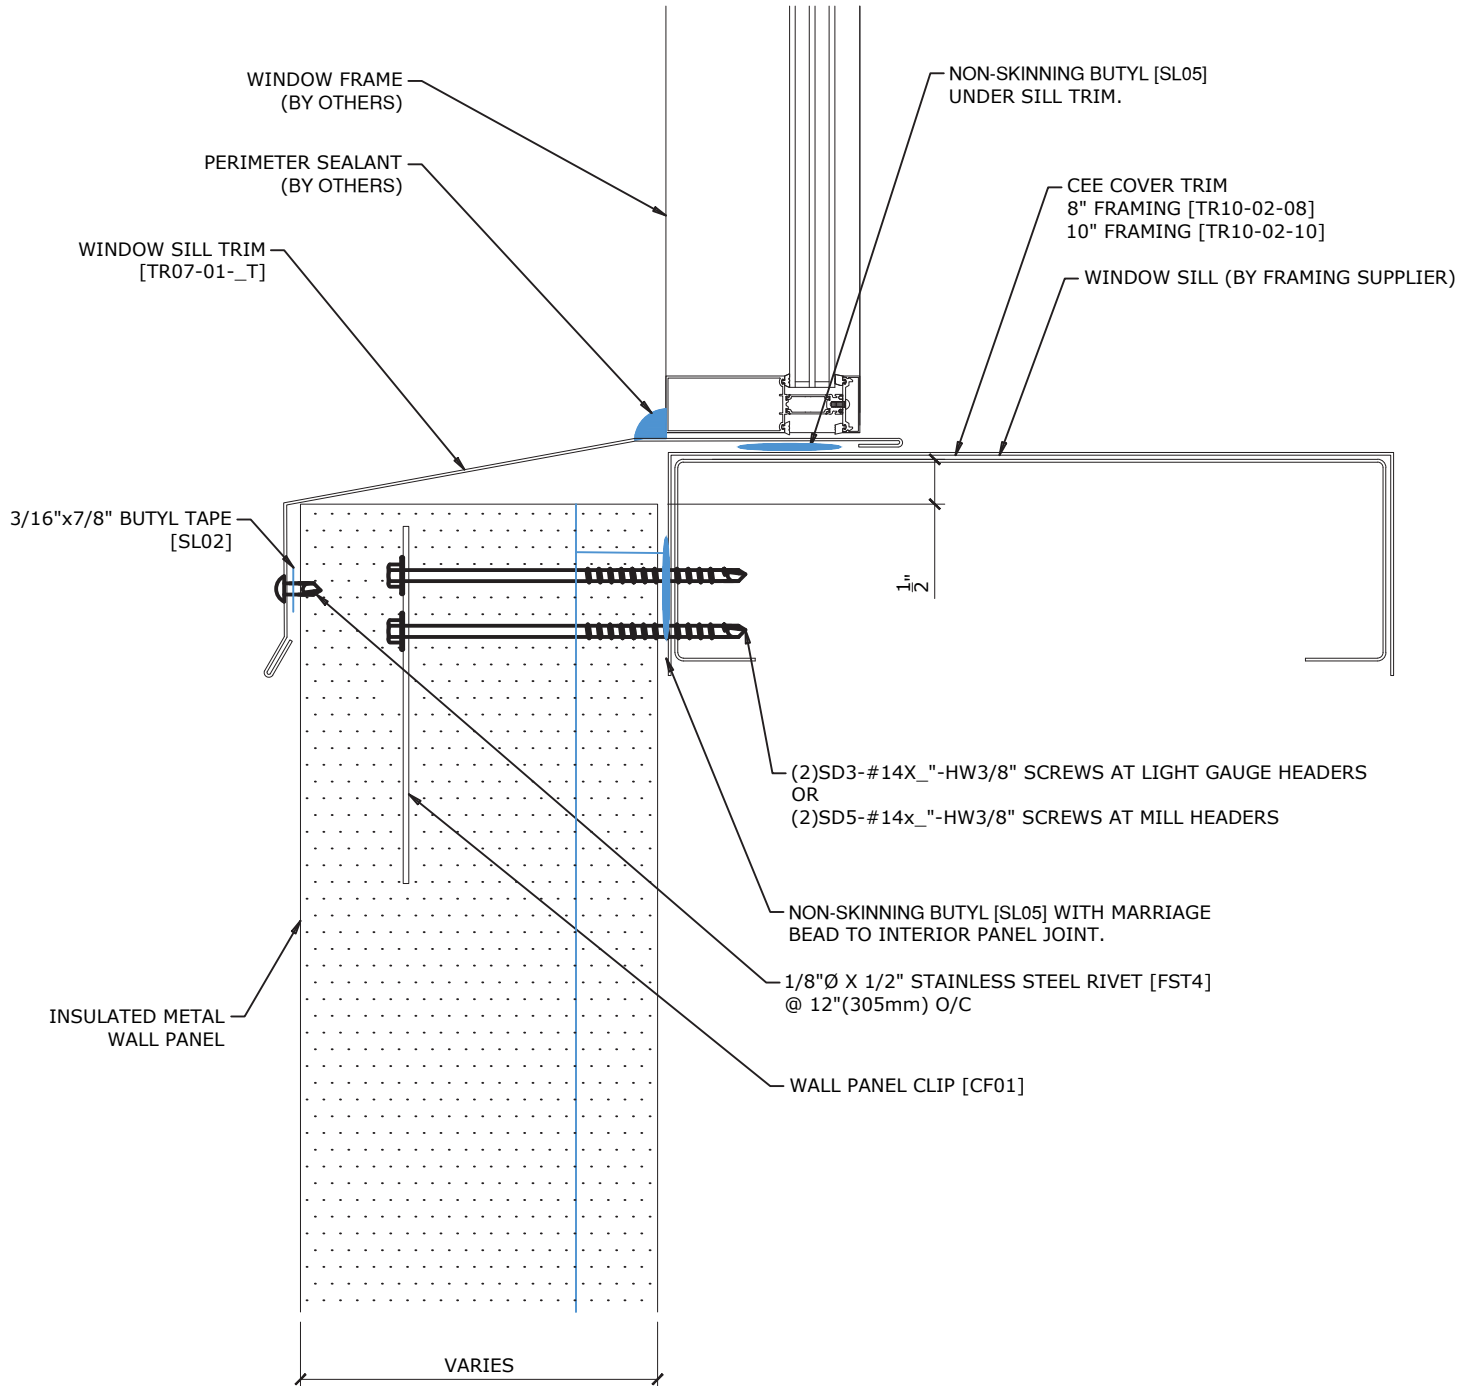 WINDOW FRAME
(BY OTHERS)
NON-SKINNING BUTYL [SL05]
UNDER SILL TRIM.
PERIMETER SEALANT
(BY OTHERS)
CEE COVER TRIM
8" FRAMING [TR10-02-08]
10" FRAMING [TR10-02-10]
WINDOW SILL TRIM
[TR07-01-_T]
WINDOW SILL (BY FRAMING SUPPLIER)
3/16"x7/8" BUTYL TAPE
[SL02]
1/2"
(2)SD3-#14X_"-HW3/8" SCREWS AT LIGHT GAUGE HEADERS
OR
(2)SD5-#14x_"-HW3/8" SCREWS AT MILL HEADERS
NON-SKINNING BUTYL [SL05] WITH MARRIAGE
BEAD TO INTERIOR PANEL JOINT.
1/8"Ø X 1/2" STAINLESS STEEL RIVET [FST4]
@ 12"(305mm) O/C
INSULATED METAL
WALL PANEL
WALL PANEL CLIP [CF01]
VARIES